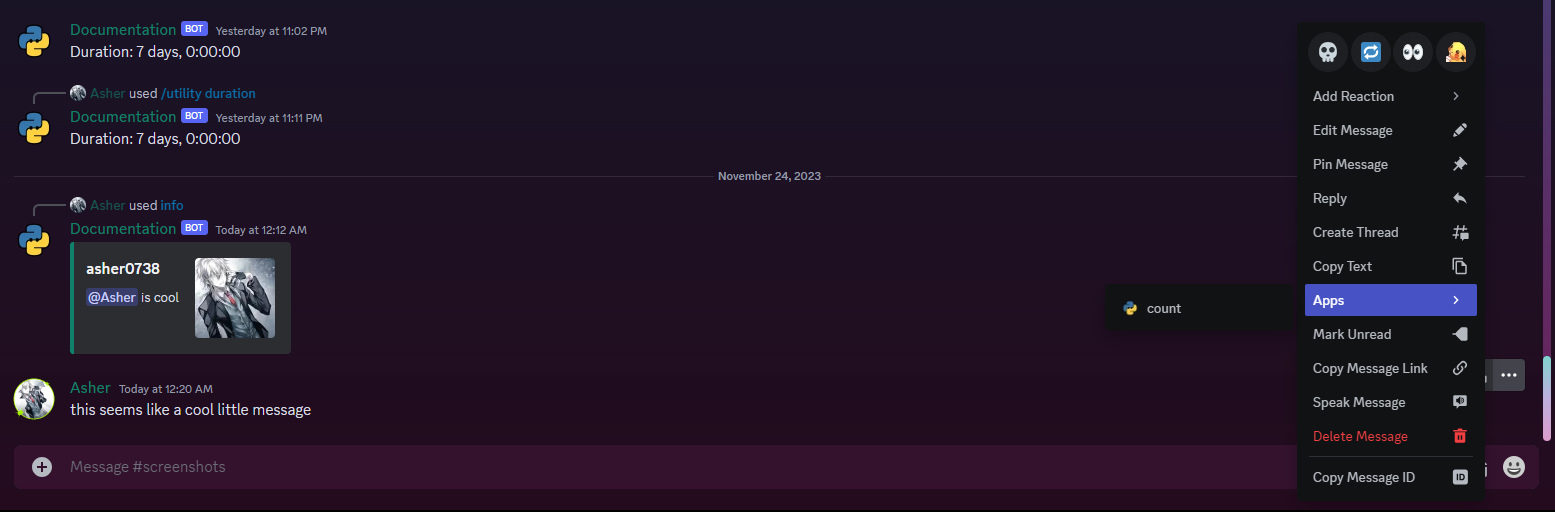 Documentation BOT Yesterday at 11:02 PM
Duration: 7 days, 0:00:00
Asher used /utility duration
Documentation BOT Yesterday at 11:11 PM
Duration: 7 days, 0:00:00
November 24, 2023
Asher used info
Documentation BOT Today at 12:12 AM
asher0738
@Asher is cool
Asher Today at 12:20 AM
this seems like a cool little message
Message #screenshots
count
Add Reaction
Edit Message
Pin Message
Reply
Create Thread
Copy Text
Apps
Mark Unread
Copy Message Link
Speak Message
Delete Message
Copy Message ID
ID